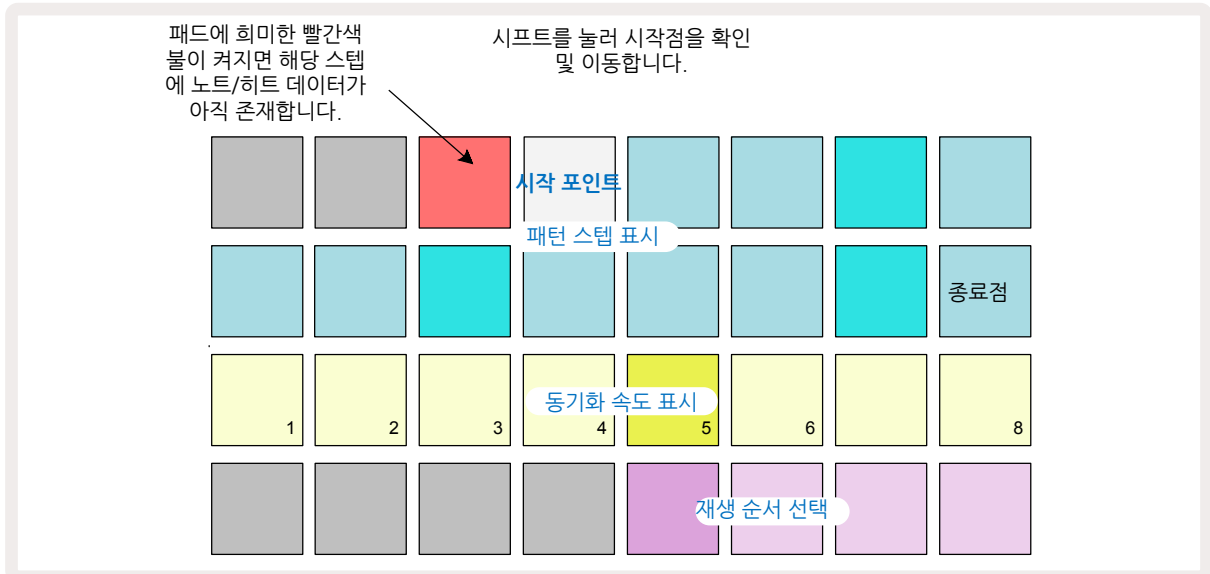 패드에 희미한 빨간색
불이 켜지면 해당 스텝
에 노트/히트 데이터가
아직 존재합니다.
시프트를 눌러 시작점을 확인
및 이동합니다.
시작 포인트
패턴 스텝 표시
종료점
동기화 속도 표시
1 2 3 4 5 6 8
재생 순서 선택